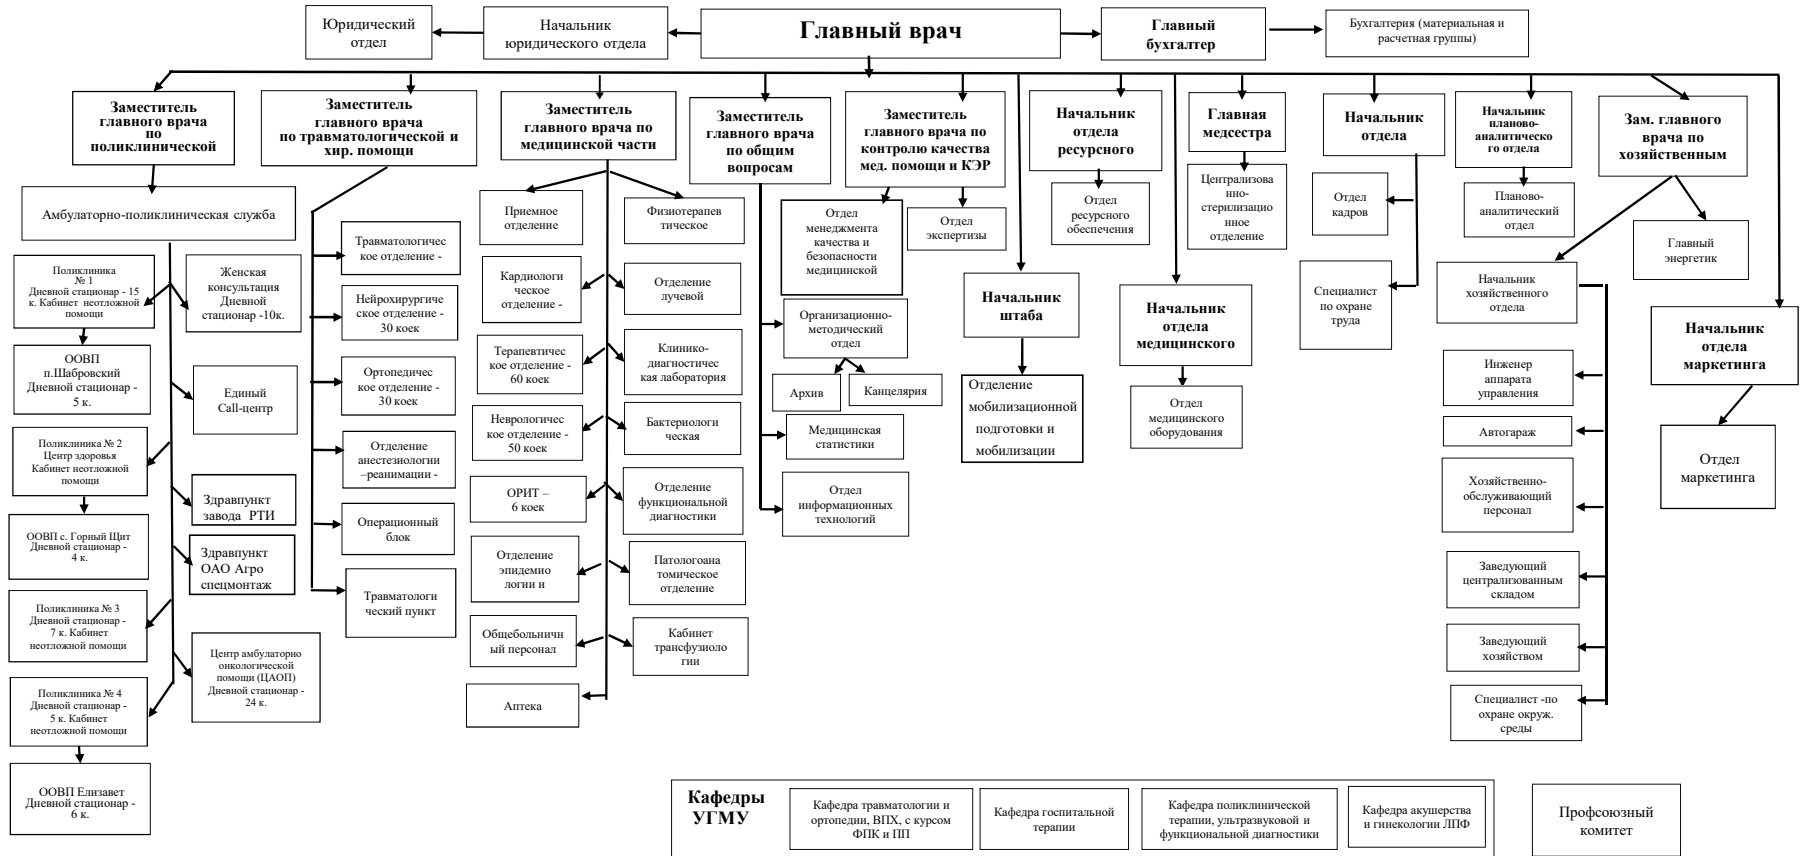 Юридический
отдел
Начальник
юридического отдела
Главный врач
Главный
бухгалтер
Бухгалтерия (материальная и
расчетная группы)
Заместитель
главного врача
по
поликлинической
Заместитель
главного врача
по травматологической и
хир. помощи
Заместитель
главного врача по
медицинской части
Заместитель
главного врача
по общим
вопросам
Заместитель
главного врача по
контролю качества
мед. помощи и КЭР
Начальник
отдела
ресурсного
Главная
медсестра
Начальник
отдела
Начальник
планово-
аналитическо
го отдела
Зам. главного
врача по
хозяйственным
Амбулаторно-поликлиническая служба
Поликлиника
№ 1
Дневной стационар - 15
к. Кабинет неотложной
помощи
Женская
консультация
Дневной
стационар -10к.
ООВП
п.Шабровский
Дневной стационар -
5 к.
Единый
Call-центр
Поликлиника № 2
Центр здоровья
Кабинет неотложной
помощи
Здравпункт
завода РТИ
ООВП с. Горный Щит
Дневной стационар -
4 к.
Здравпункт
ОАО Агро
спецмонтаж
Поликлиника № 3
Дневной стационар -
7 к. Кабинет
неотложной помощи
Центр амбулаторно
онкологической
помощи (ЦАОП)
Дневной стационар -
24 к.
Поликлиника № 4
Дневной стационар -
5 к. Кабинет
неотложной помощи
ООВП Елизавет
Дневной стационар -
6 к.
Травматологичес
кое отделение -
Нейрохирургиче
ское отделение -
30 коек
Ортопедичес
кое отделение -
30 коек
Отделение
анестезиологии
–реанимации -
Операционный
блок
Травматологи
ческий пункт
Приемное
отделение
Физиотерапев
тическое
Кардиологи
ческое
отделение -
Отделение
лучевой
Терапевтичес
кое отделение -
60 коек
Клинико-
диагностичес
кая лаборатория
Неврологичес
кое отделение -
50 коек
Бактериологи
ческая
ОРИТ –
6 коек
Отделение
функциональной
диагностики
Отделение
эпидемио
логии и
Патологоана
томическое
отделение
Общебольничн
ый персонал
Кабинет
трансфузиоло
гии
Аптека
Отдел
менеджмента
качества и
безопасности
медицинской
Отдел
экспертизы
Организационно-
методический
отдел
Архив
Канцелярия
Медицинская
статистики
Отдел
информационных
технологий
Начальник
штаба
Отделение
мобилизационной
подготовки и
мобилизации
Отдел
ресурсного
обеспечения
Начальник
отдела
медицинского
Отдел
медицинского
оборудования
Централизова
нно-
стерилизацио
нное
отделение
Отдел
кадров
Специалист
по охране
труда
Планово-
аналитический
отдел
Главный
энергетик
Начальник
хозяйственного
отдела
Инженер
аппарата
управления
Автогараж
Хозяйственно-
обслуживающий
персонал
Заведующий
централизованным
складом
Заведующий
хозяйством
Специалист -по
охране окруж.
среды
Начальник
отдела
маркетинга
Отдел
маркетинга
Кафедры
УГМУ
Кафедра травматологии и
ортопедии, ВПХ, с курсом
ФПК и ПП
Кафедра госпитальной
терапии
Кафедра поликлинической
терапии, ультразвуковой и
функциональной диагностики
Кафедра акушерства
и гинекологии ЛПФ
Профсоюзный
комитет